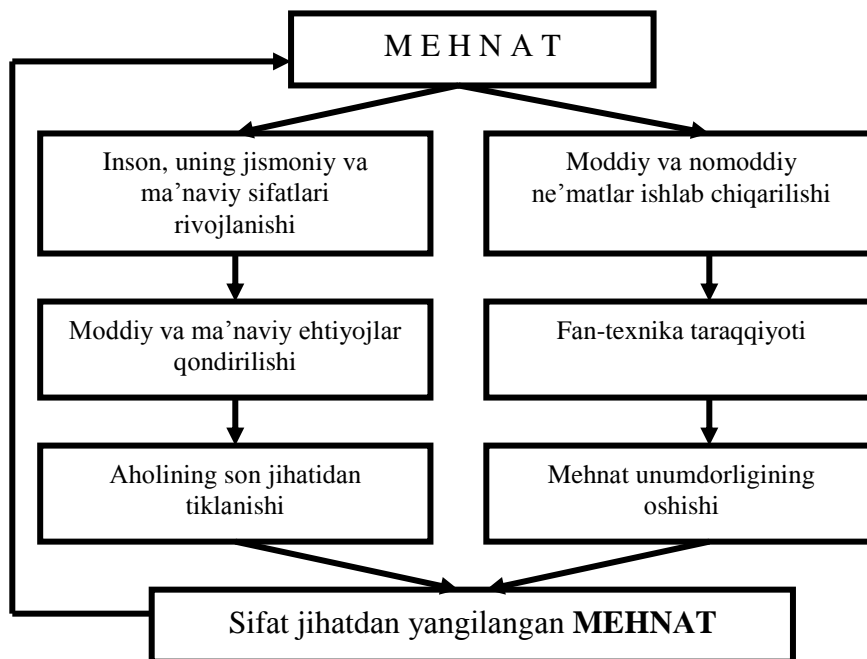 M E H N A T
Inson, uning jismoniy va
ma’naviy sifatlari
rivojlanishi
Moddiy va nomoddiy
ne’matlar ishlab chiqarilishi
Moddiy va ma’naviy ehtiyojlar
qondirilishi
Fan-texnika taraqqiyoti
Aholining son jihatidan
tiklanishi
Mehnat unumdorligining
oshishi
Sifat jihatdan yangilangan MEHNAT